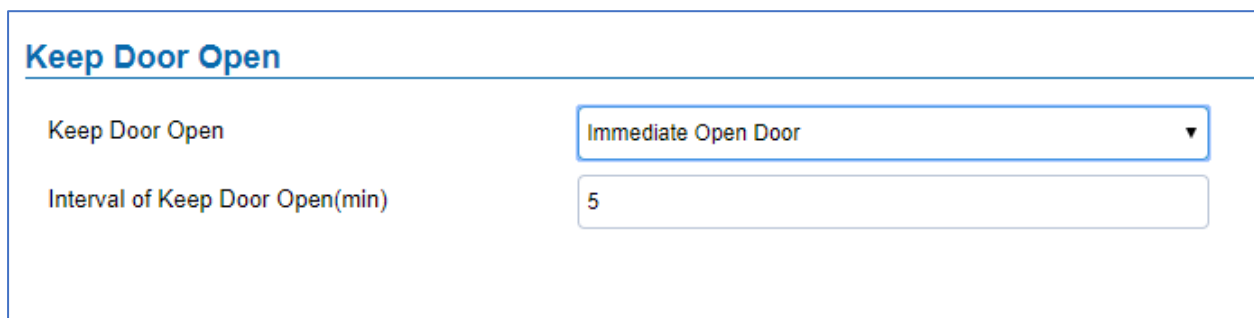 Keep Door Open
Keep Door Open
Immediate Open Door
Interval of Keep Door Open(min)
5